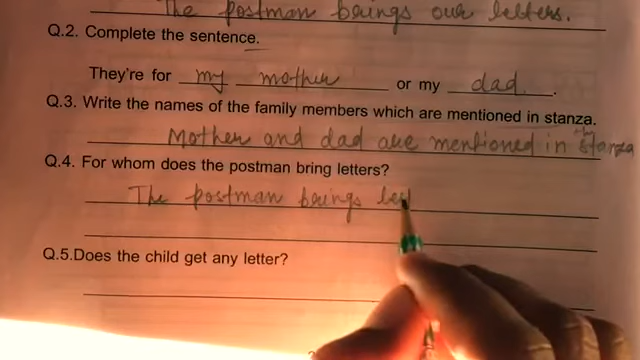 The postman brings our letters.
Q.2. Complete the sentence.
They're for my mother or my dad.
Q.3. Write the names of the family members which are mentioned in stanza.
Mother and dad are mentioned in the stanza
Q.4. For whom does the postman bring letters?
The postman brings let
Q.5.Does the child get any letter?